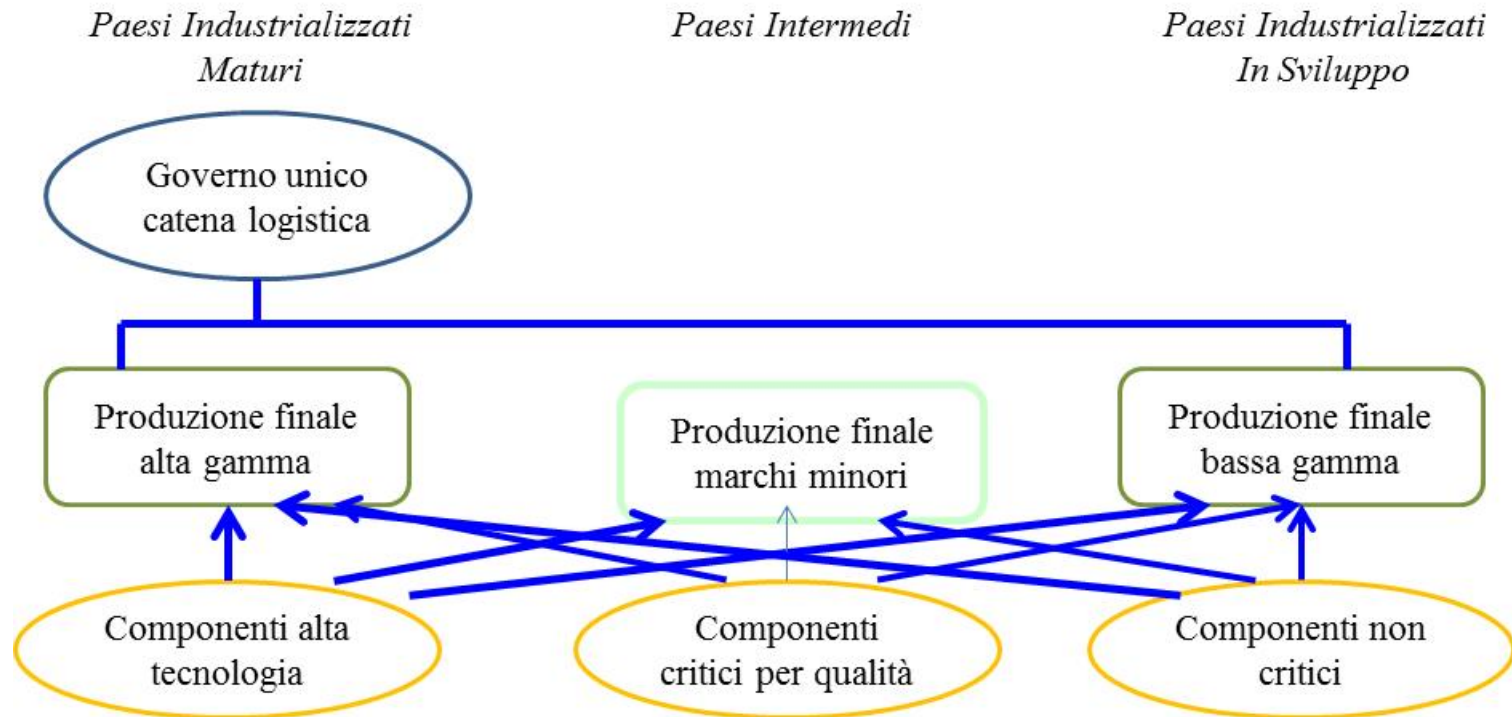 Paesi Industrializzati
Maturi
Paesi Intermedi
Paesi Industrializzati
In Sviluppo
Governo unico
catena logistica
Produzione finale
alta gamma
Produzione finale
marchi minori
Produzione finale
bassa gamma
Componenti alta
tecnologia
Componenti
critici per qualità
Componenti non
critici